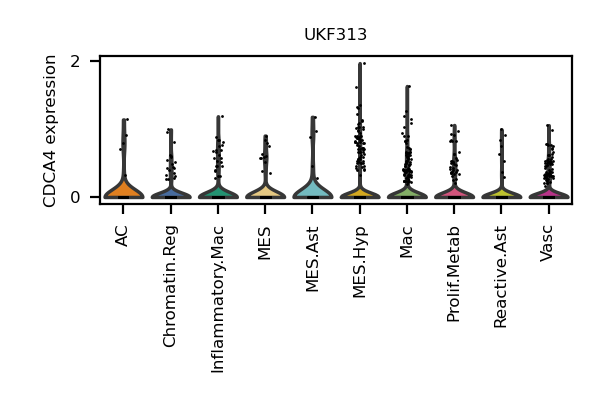 UKF313
CDCA4 expression
2
0
AC
Chromatin.Reg
Inflammatory.Mac
MES
MES.Ast
MES.Hyp
Mac
Prolif.Metab
Reactive.Ast
Vasc